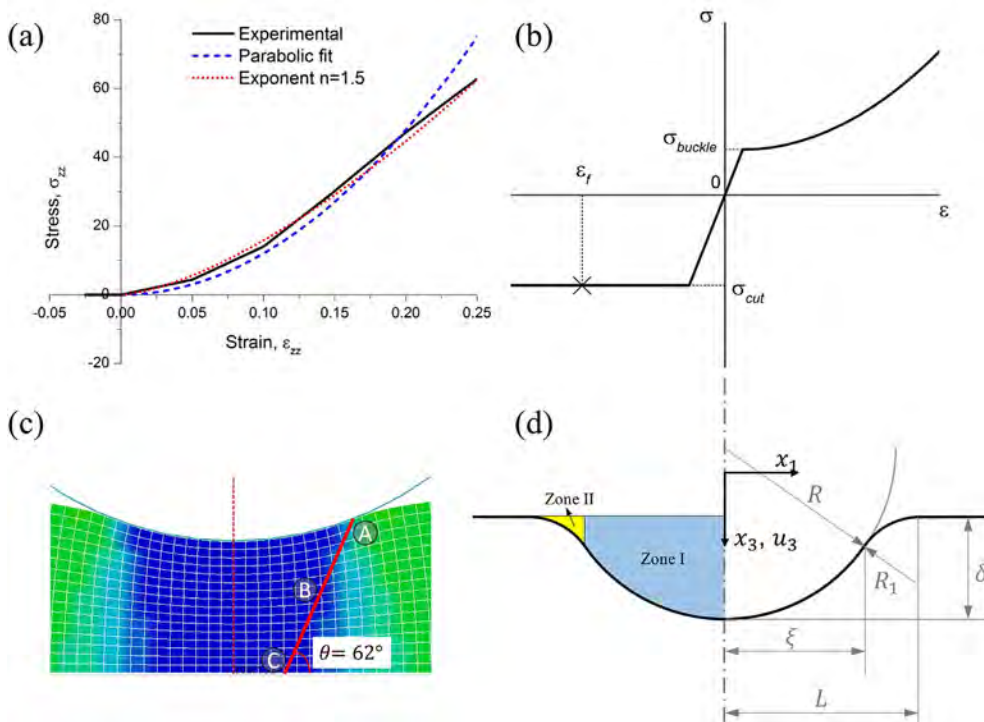 (a)
80
60
40
20
0
-20
-0.05
0.00
0.05
0.10
0.15
0.20
0.25
Stress, σzz
Strain, εzz
Experimental
Parabolic fit
Exponent n=1.5
(b)
σ
σbuckle
εf
0
ε
σcut
(c)
A
B
C
θ= 62°
(d)
x1
R
Zone II
x3, u3
Zone I
R1
δ
ξ
L